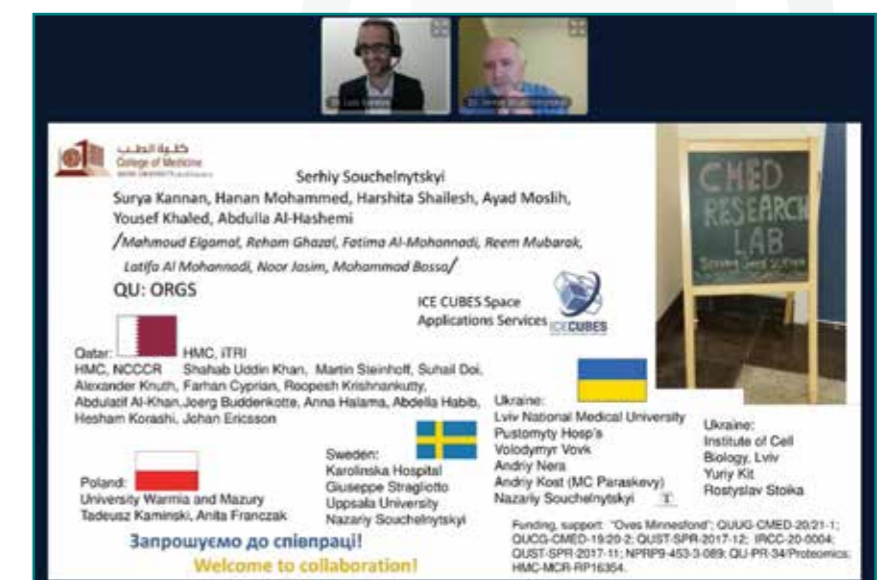 كلية الطب
College of Medicine
Serhiy Souchelnytskyi
Surya Kannan, Hanan Mohammed, Harshita Shailesh, Ayad Moslih,
Yousef Khaled, Abdulla Al-Hashemi
/Mahmoud Elgamal, Reham Ghazal, Fatima Al-Mohannadi, Reem Mubarak,
Latifa Al Mohannadi, Noor Jasim, Mohammad Bossa/
QU: ORGS
ICE CUBES Space
Applications Services
ICECUBES
CMED
RESEARCH
LAB
Qatar:
HMC, iTRI
HMC, NCCCR
Shahab Uddin Khan, Martin Steinhoff, Suhail Doi,
Alexander Knuth, Farhan Cyprian, Roopesh Krishnankutty,
Abdulatif Al-Khan, Joerg Buddenkotte, Anna Halama, Abdella Habib,
Hesham Korashi, Johan Ericsson
Poland:
University Warmia and Mazury
Tadeusz Kaminski, Anita Franczak
Sweden:
Karolinska Hospital
Giuseppe Stragliotto
Uppsala University
Nazariy Souchelnytskyi
Ukraine:
Lviv National Medical University
Pustomyty Hosp's
Volodymyr Vovk
Andriy Nera
Andriy Kost (MC Paraskevy)
Nazariy Souchelnytskyi
Ukraine:
Institute of Cell
Biology, Lviv
Yuriy Kit
Rostyslav Stoika
Запрошуємо до співпраці!
Welcome to collaboration!
Funding, support: "Oves Minnesfond"; QUUG-CMED-20/21-1;
QUCG-CMED-19/20-2; QUST-SPR-2017-12; IRCC-20-0004;
QUST-SPR-2017-11; NPRP9-453-3-089; QU-PR-34/Proteomics;
HMC-MCR-RP16354.